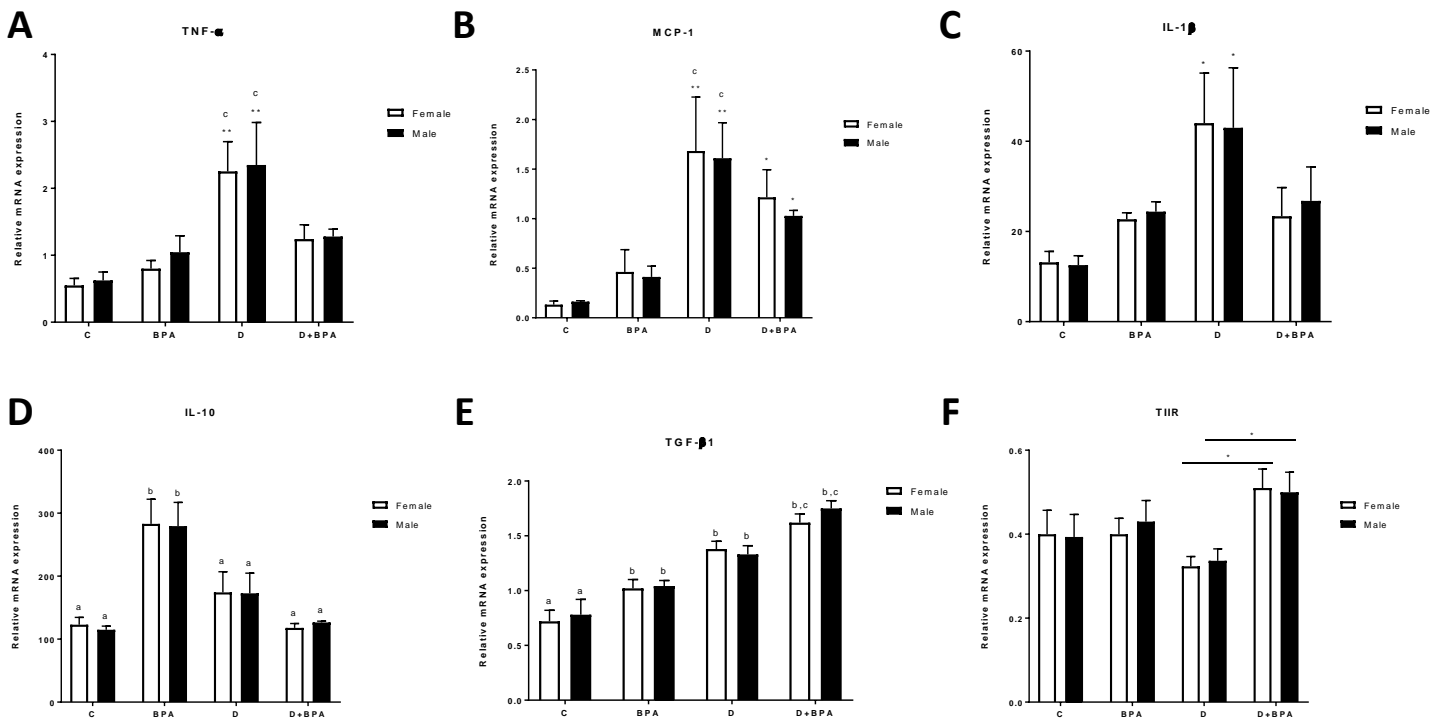 A
TNF-α
Relative mRNA expression
4
3
2
1
0
c
**
c
**
C
BPA
D
D+BPA
Female
Male
B
MCP-1
Relative mRNA expression
2.5
2.0
1.5
1.0
0.5
0.0
c
**
c
**
*
*
C
BPA
D
D+BPA
Female
Male
C
IL-1β
Relative mRNA expression
60
40
20
0
*
*
C
BPA
D
D+BPA
Female
Male
D
IL-10
Relative mRNA expression
400
300
200
100
0
a
a
b
b
a
a
a
a
C
BPA
D
D+BPA
Female
Male
E
TGF-β1
Relative mRNA expression
2.0
1.5
1.0
0.5
0.0
a
a
b
b
b
b
b,c
b,c
C
BPA
D
D+BPA
Female
Male
F
TIIR
Relative mRNA expression
0.6
0.4
0.2
0.0
*
*
C
BPA
D
D+BPA
Female
Male